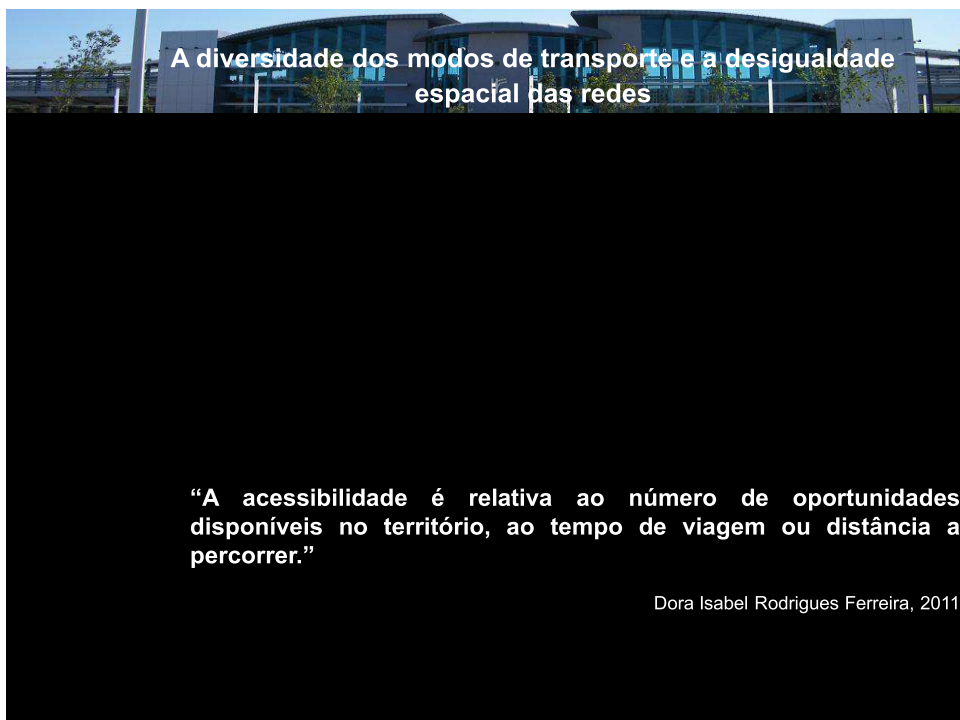 A diversidade dos modos de transporte e a desigualdade
espacial das redes
“A acessibilidade é relativa ao número de oportunidades
disponíveis no território, ao tempo de viagem ou distância a
percorrer.”
Dora Isabel Rodrigues Ferreira, 2011